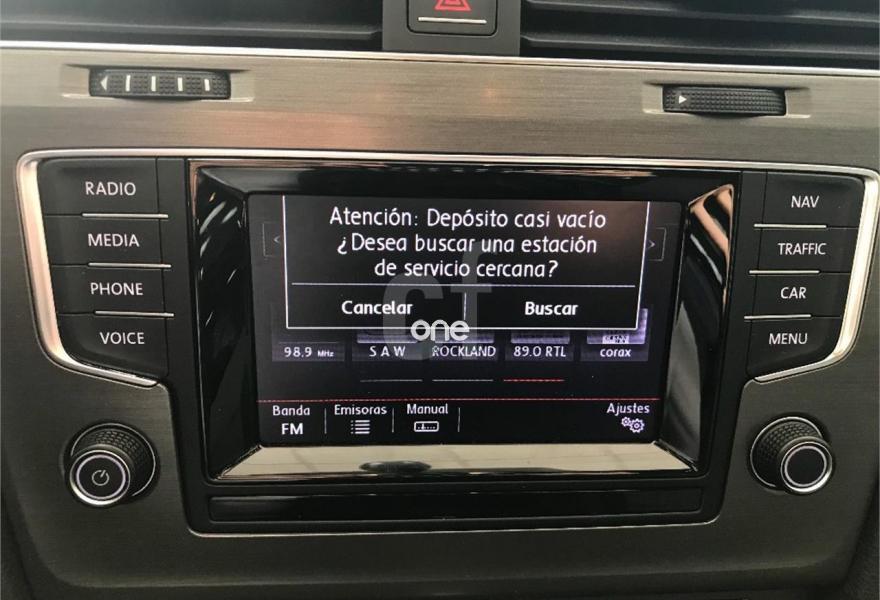 RADIO
MEDIA
PHONE
VOICE
NAV
TRAFFIC
CAR
MENU
Atención: Depósito casi vacío
¿Desea buscar una estación
de servicio cercana?
Cancelar Buscar
cf
one
98.9 MHz S A W ROCKLAND 89.0 RTL corax
Banda Emisoras Manual Ajustes
FM